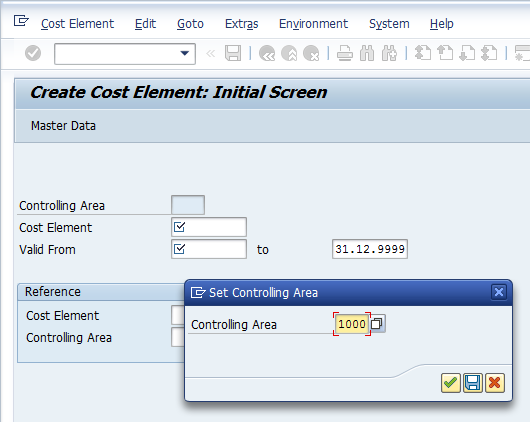 Cost Element Edit Goto Extras Environment System Help
Create Cost Element: Initial Screen
Master Data
Controlling Area
Cost Element
Valid From to 31.12.9999
Reference
Cost Element
Controlling Area
Set Controlling Area
Controlling Area 1000